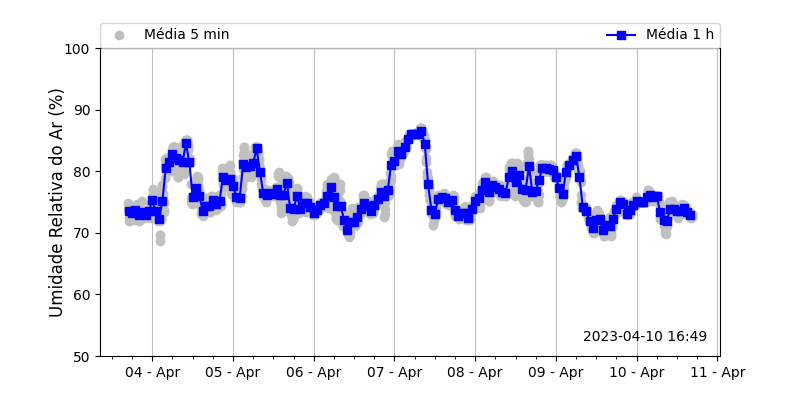 Média 5 min
Média 1 h
Umidade Relativa do Ar (%)
100
90
80
70
60
50
2023-04-10 16:49
04 - Apr
05 - Apr
06 - Apr
07 - Apr
08 - Apr
09 - Apr
10 - Apr
11 - Apr